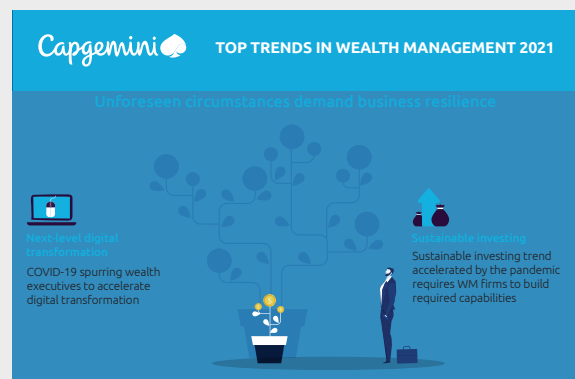 Capgemini
TOP TRENDS IN WEALTH MANAGEMENT 2021
Unforeseen circumstances demand business resilience
Next-level digital
transformation
COVID-19 spurring wealth
executives to accelerate
digital transformation
Sustainable investing
Sustainable investing trend
accelerated by the pandemic
requires WM firms to build
required capabilities
$